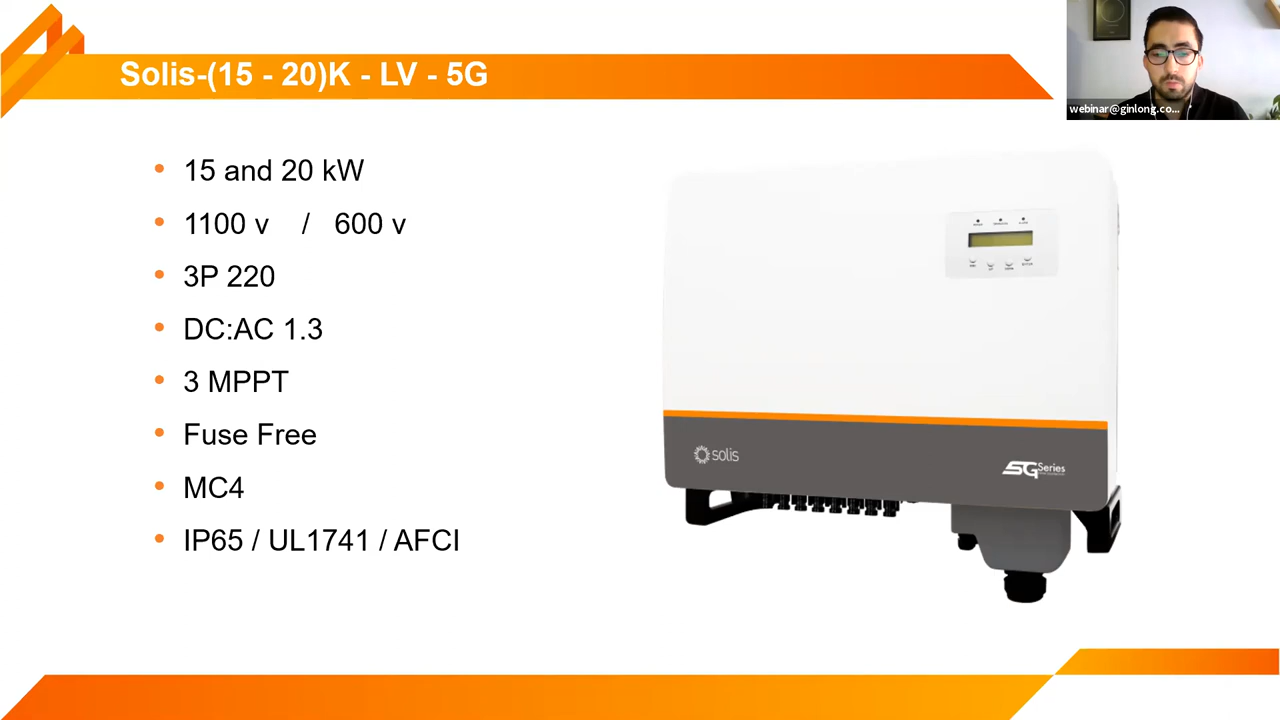 Solis-(15 - 20)K - LV - 5G
webinar@ginlong.co...
• 15 and 20 kW
• 1100 v / 600 v
• 3P 220
• DC:AC 1.3
• 3 MPPT
• Fuse Free
• MC4
• IP65 / UL1741 / AFCI
solis
5G Series